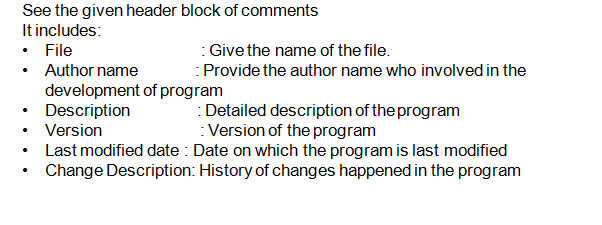 See the given header block of comments
It includes:
• File : Give the name of the file.
• Author name : Provide the author name who involved in the
development of program
• Description : Detailed description of the program
• Version : Version of the program
• Last modified date : Date on which the program is last modified
• Change Description: History of changes happened in the program